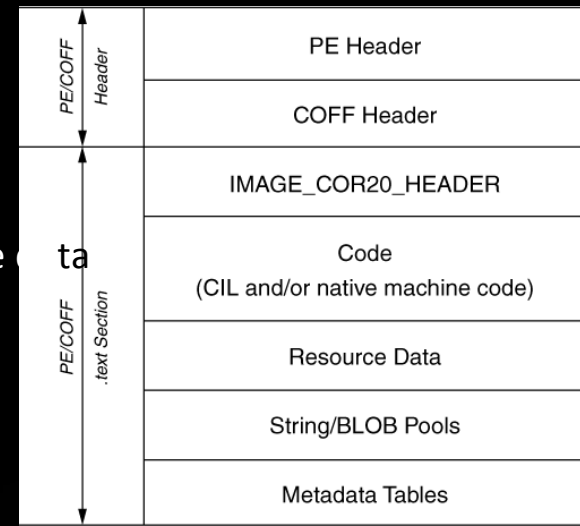 PE/COFF
Header
PE Header
COFF Header
PE/COFF
.text Section
IMAGE_COR20_HEADER
Code
(CIL and/or native machine code)
Resource Data
String/BLOB Pools
Metadata Tables
ta